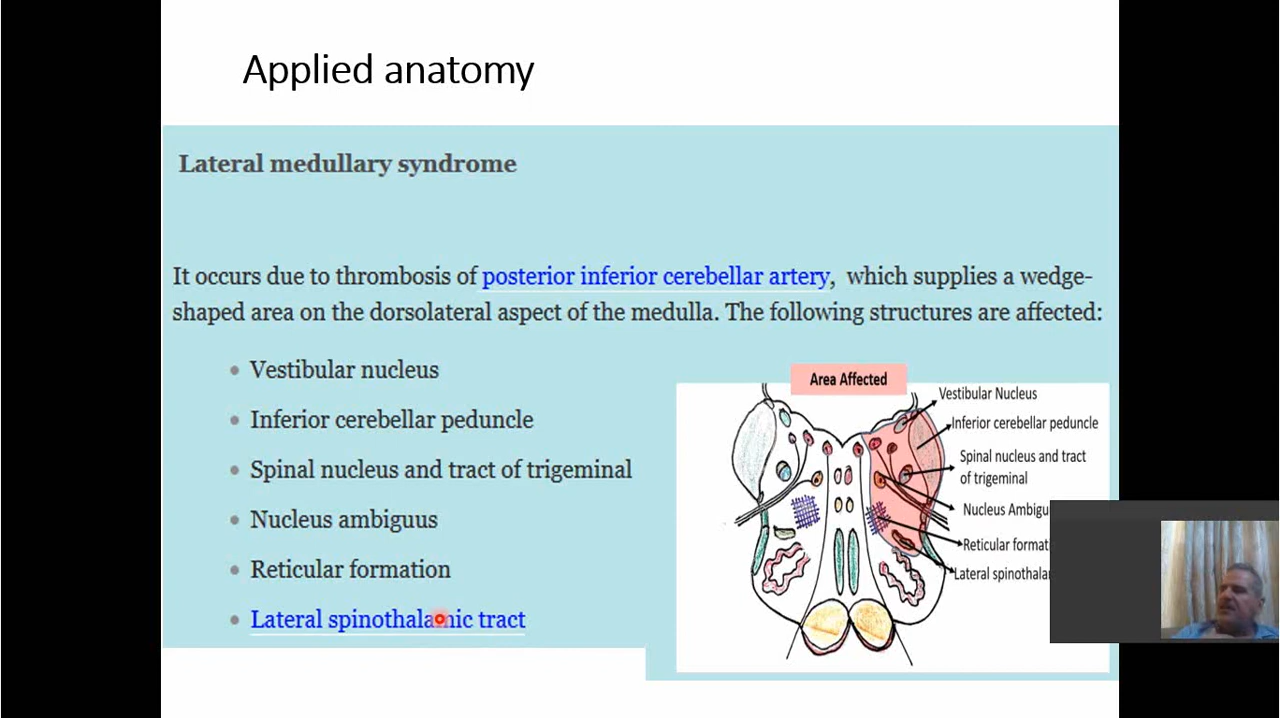 Applied anatomy
Lateral medullary syndrome
It occurs due to thrombosis of posterior inferior cerebellar artery, which supplies a wedge-
shaped area on the dorsolateral aspect of the medulla. The following structures are affected:
Vestibular nucleus
Inferior cerebellar peduncle
Spinal nucleus and tract of trigeminal
Nucleus ambiguus
Reticular formation
Lateral spinothalamic tract
Area Affected
Vestibular Nucleus
Inferior cerebellar peduncle
Spinal nucleus and tract
of trigeminal
Nucleus
Reticular
Lateral